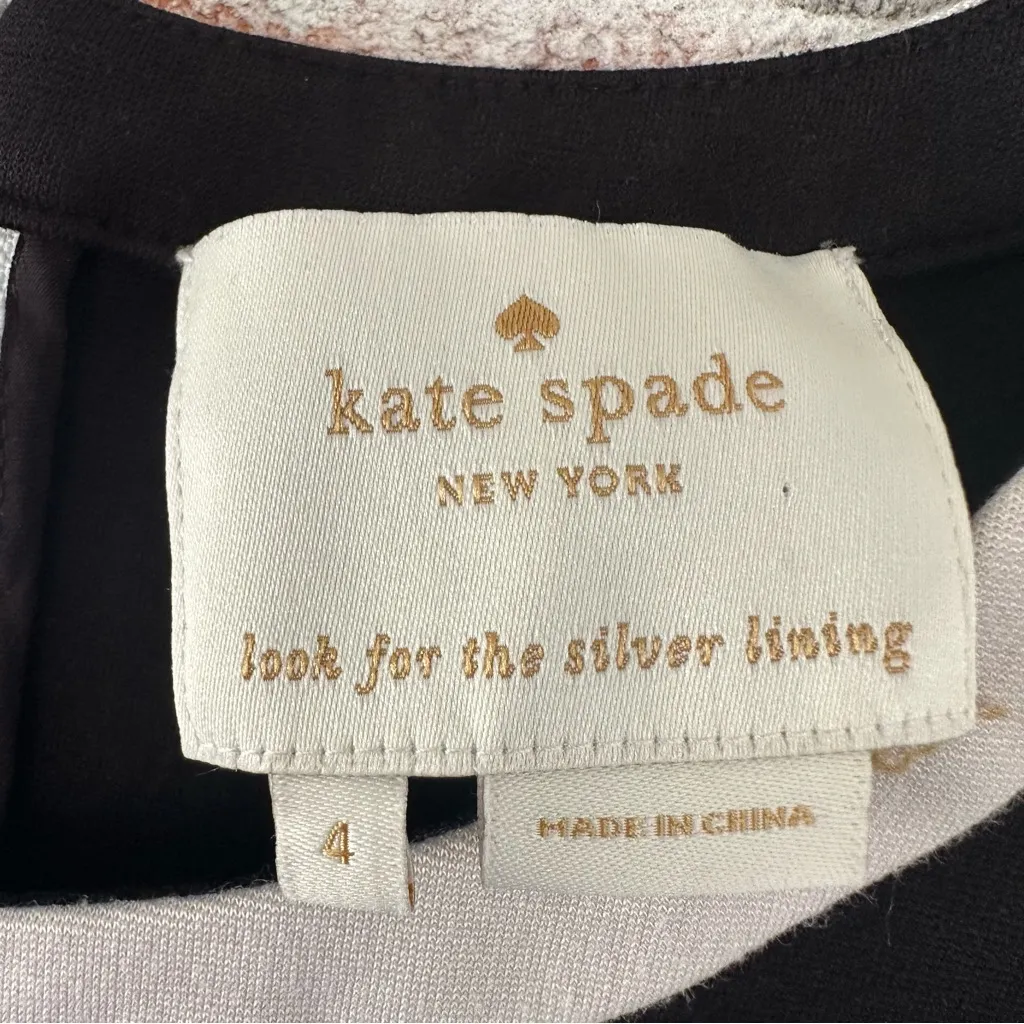 kate spade
NEW YORK
look for the silver lining
4
MADE IN CHINA